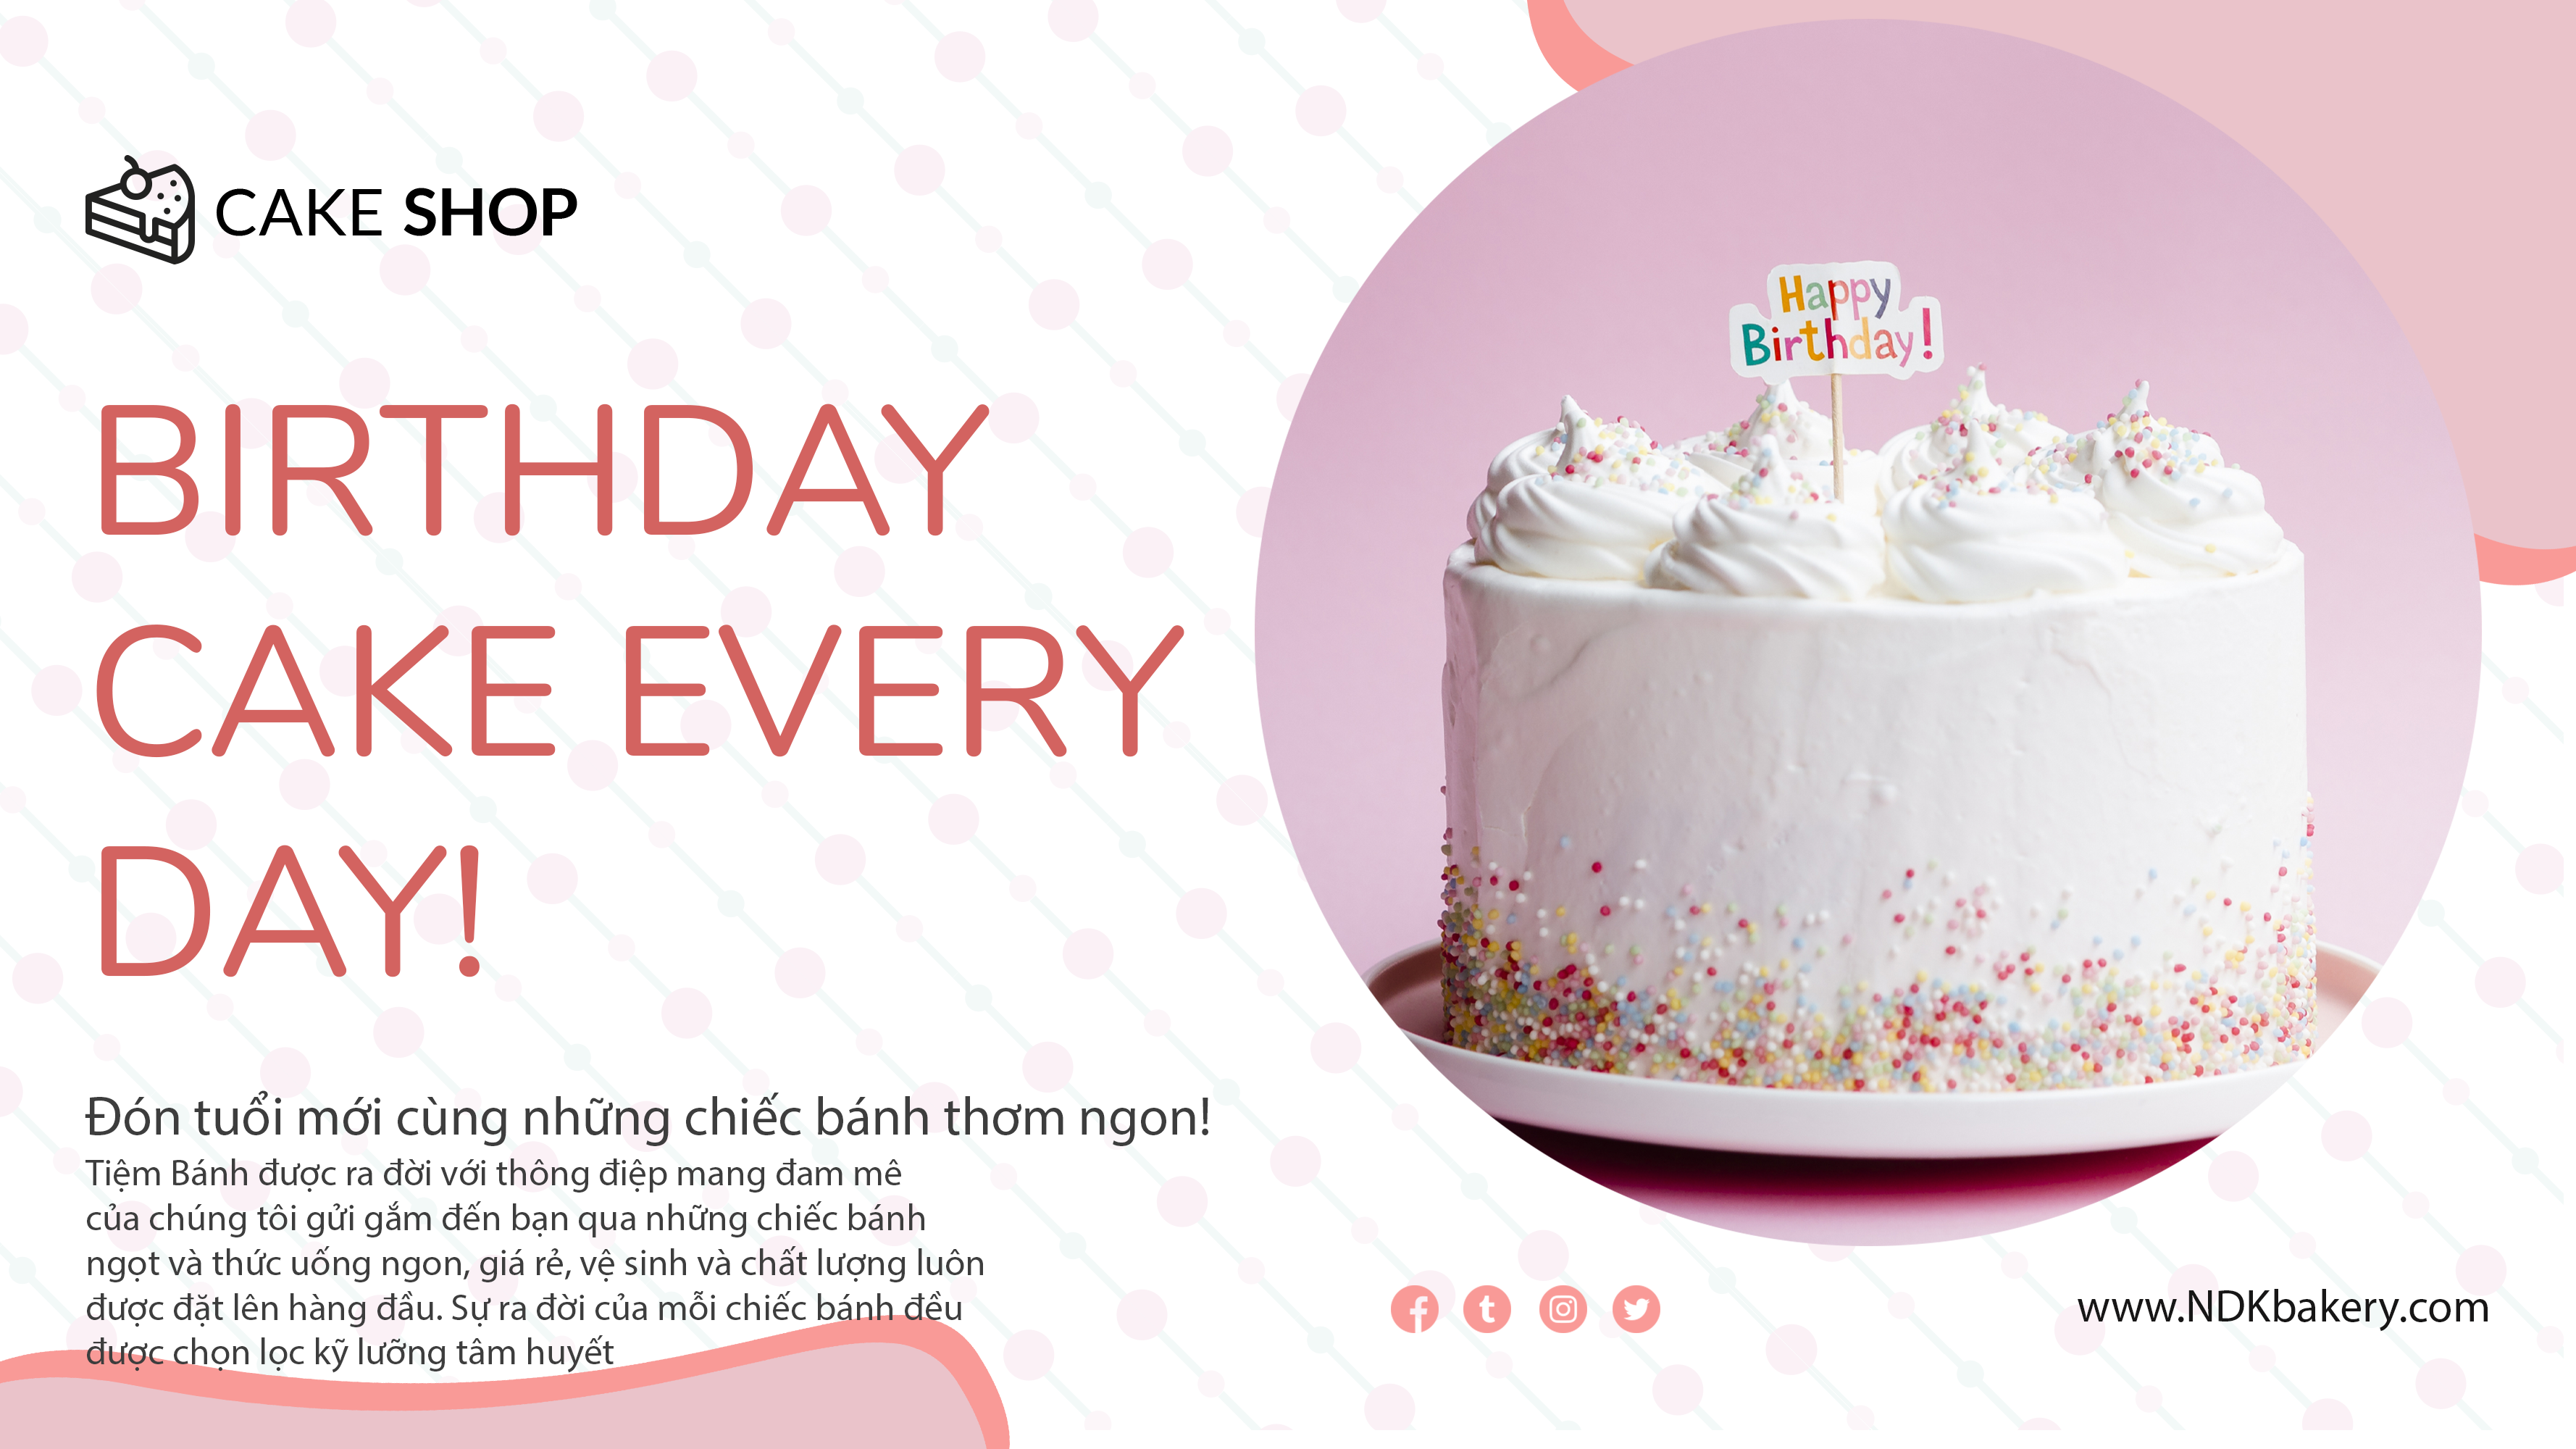 CAKE SHOP
BIRTHDAY
CAKE EVERY
DAY!
Happy
Birthday!
Đón tuổi mới cùng những chiếc bánh thơm ngon!
Tiệm Bánh được ra đời với thông điệp mang đam mê
của chúng tôi gửi gắm đến bạn qua những chiếc bánh
ngọt và thức uống ngon, giá rẻ, vệ sinh và chất lượng luôn
được đặt lên hàng đầu. Sự ra đời của mỗi chiếc bánh đều
được chọn lọc kỹ lưỡng tâm huyết
www.NDKbakery.com